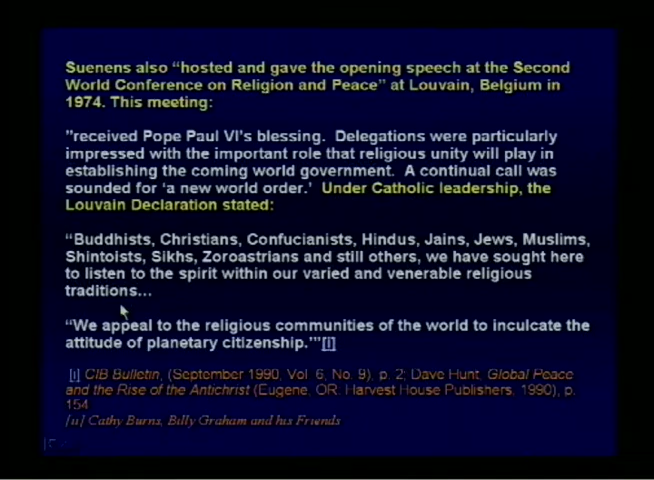 Suenens also “hosted and gave the opening speech at the Second
World Conference on Religion and Peace” at Louvain, Belgium in
1974. This meeting:
”received Pope Paul VI’s blessing.  Delegations were particularly
impressed with the important role that religious unity will play in
establishing the coming world government.  A continual call was
sounded for ‘a new world order.’  Under Catholic leadership, the
Louvain Declaration stated:
“Buddhists, Christians, Confucianists, Hindus, Jains, Jews, Muslims,
Shintoists, Sikhs, Zoroastrians and still others, we have sought here
to listen to the spirit within our varied and venerable religious
traditions...
“We appeal to the religious communities of the world to inculcate the
attitude of planetary citizenship.’”[i]
[i] CIB Bulletin, (September 1990, Vol. 6, No. 9), p. 2; Dave Hunt, Global Peace
and the Rise of the Antichrist (Eugene, OR: Harvest House Publishers, 1990), p.
154
[ii] Cathy Burns, Billy Graham and his Friends